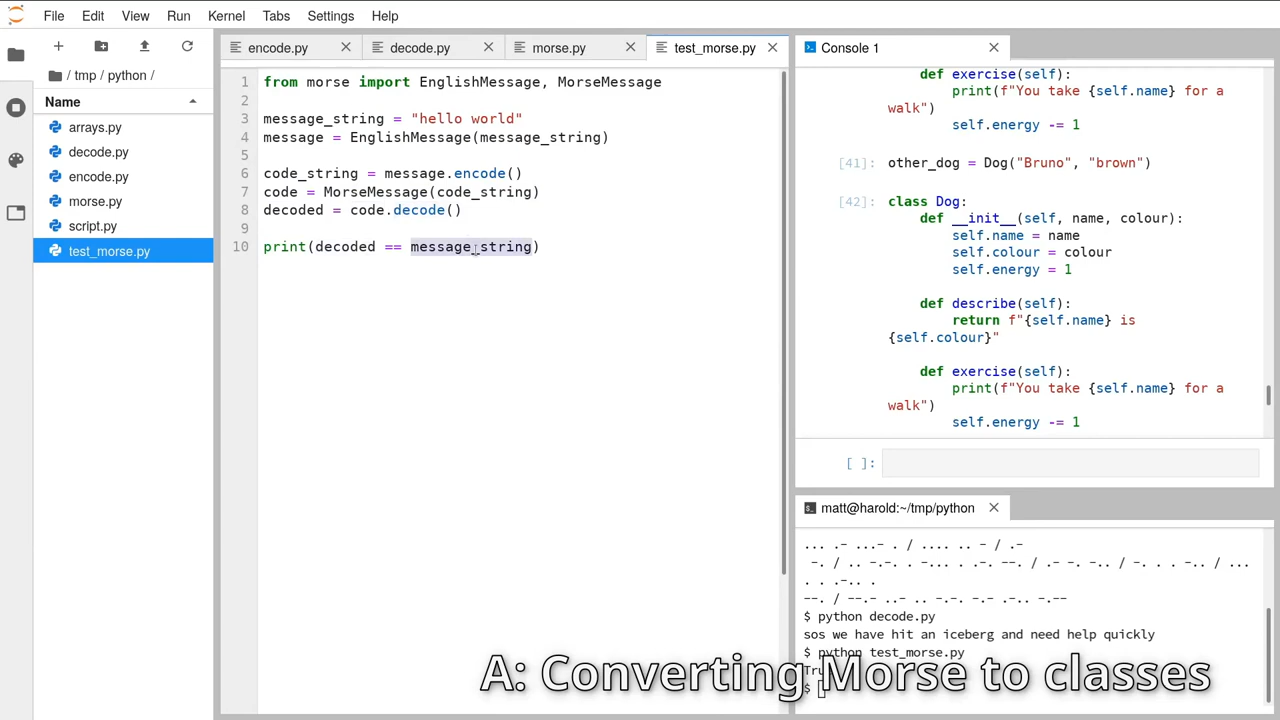 File Edit View Run Kernel Tabs Settings Help
/ tmp / python /
Name
arrays.py
decode.py
encode.py
morse.py
script.py
test_morse.py
encode.py
decode.py
morse.py
test_morse.py
1 from morse import EnglishMessage, MorseMessage
2
3 message_string = "hello world"
4 message = EnglishMessage(message_string)
5
6 code_string = message.encode()
7 code = MorseMessage(code_string)
8 decoded = code.decode()
9
10 print(decoded == message_string)
Console 1
def exercise(self):
print(f"You take {self.name} for a
walk")
self.energy -= 1
[41]: other_dog = Dog("Bruno", "brown")
[42]: class Dog:
def __init__(self, name, colour):
self.name = name
self.colour = colour
self.energy = 1
def describe(self):
return f"{self.name} is
{self.colour}"
def exercise(self):
print(f"You take {self.name} for a
walk")
self.energy -= 1
[ ]:
matt@harold:~/tmp/python
... .- ...- . / .... .. - / .-
-. / .. -.-. . -... . .-. --. / .- -. -.. / -. . . -.. / ...
. . .-.. .
--. / --.- ..- .. -.-. -.- .-.. -.--
$ python decode.py
sos we have hit an iceberg and need help quickly
$ python test_morse.py
$
A: Converting Morse to classes